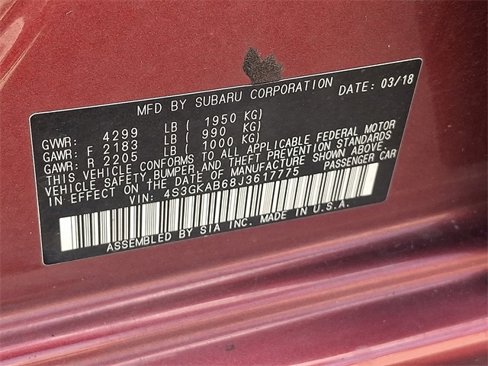 MFD BY SUBARU CORPORATION DATE: 03/18
GVWR: 4299 LB ( 1950 KG)
GAWR: F 2183 LB ( 990 KG)
GAWR: R 2205 LB ( 1000 KG)
THIS VEHICLE CONFORMS TO ALL APPLICABLE FEDERAL MOTOR
VEHICLE SAFETY, BUMPER AND THEFT PREVENTION STANDARDS
IN EFFECT ON THE DATE OF MANUFACTURE SHOWN ABOVE.
VIN: 4S3GKAB68J3617775 PASSENGER CAR
ASSEMBLED BY SIA INC. MADE IN U.S.A.